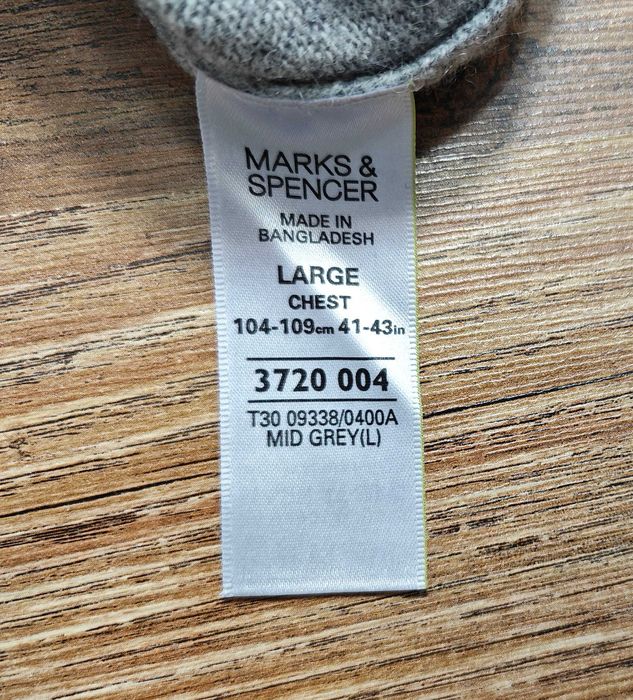 MARKS &
SPENCER
MADE IN
BANGLADESH
LARGE
CHEST
104-109cm 41-43in
3720 004
T30 09338/0400A
MID GREY(L)